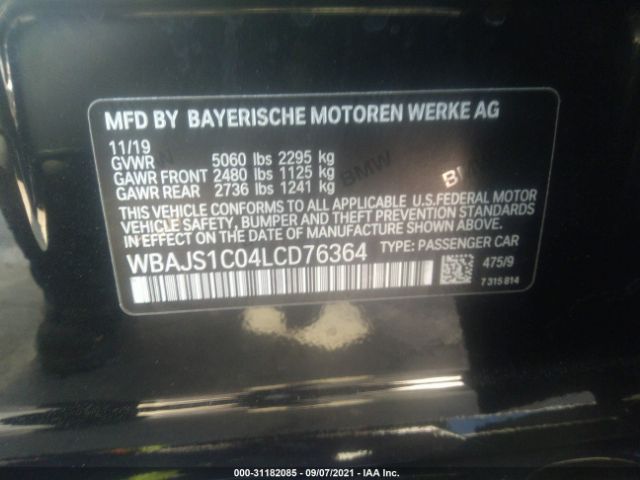 MFD BY BAYERISCHE MOTOREN WERKE AG
11/19
GVWR 5060 lbs 2295 kg
GAWR FRONT 2480 lbs 1125 kg
GAWR REAR 2736 lbs 1241 kg
THIS VEHICLE CONFORMS TO ALL APPLICABLE U.S.FEDERAL MOTOR
VEHICLE SAFETY, BUMPER AND THEFT PREVENTION STANDARDS
IN EFFECT ON THE DATE OF MANUFACTURE SHOWN ABOVE.
WBAJS1C04LCD76364 TYPE: PASSENGER CAR
475/9
7315814
BMW
BMW
000-31182085 - 09/07/2021 - IAA Inc.